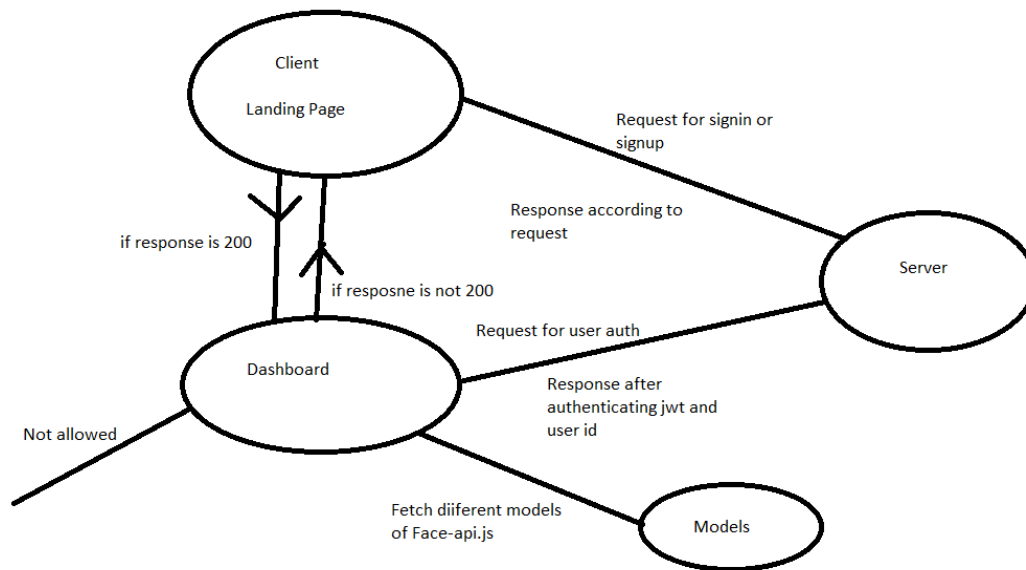 Client
Landing Page
Request for signin or
signup
Response according to
request
Server
if response is 200
if resposne is not 200
Request for user auth
Dashboard
Response after
authenticating jwt and
user id
Not allowed
Fetch diifferent models
of Face-api.js
Models